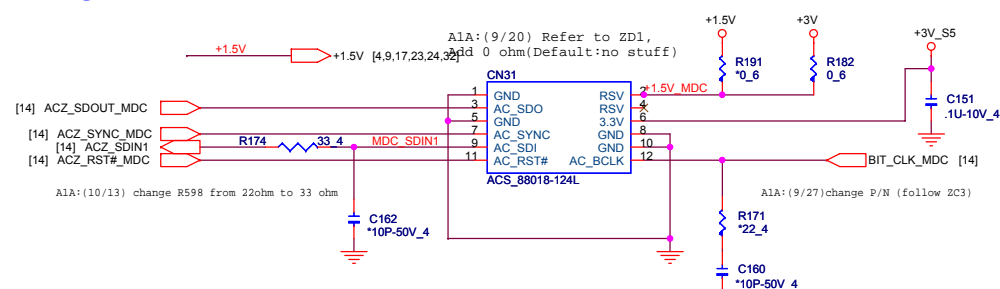 +1.5V
+1.5V [4,9,17,23,24,32]
A1A:(9/20) Refer to ZD1,
Add 0 ohm(Default:no stuff)
+1.5V
+3V
+3V_S5
R191
*0_6
R182
0_6
C151
.1U-10V_4
CN31
1 GND RSV 2 +1.5V_MDC
[14] ACZ_SDOUT_MDC 3 AC_SDO RSV 4
5 GND 3.3V 6
[14] ACZ_SYNC_MDC 7 AC_SYNC GND 8
[14] ACZ_SDIN1 R174 33_4 MDC_SDIN1 9 AC_SDI GND 10
[14] ACZ_RST#_MDC 11 AC_RST# AC_BCLK 12 BIT_CLK_MDC [14]
ACS_88018-124L
A1A:(10/13) change R598 from 22ohm to 33 ohm
A1A:(9/27)change P/N (follow ZC3)
C162
*10P-50V_4
R171
*22_4
C160
*10P-50V_4